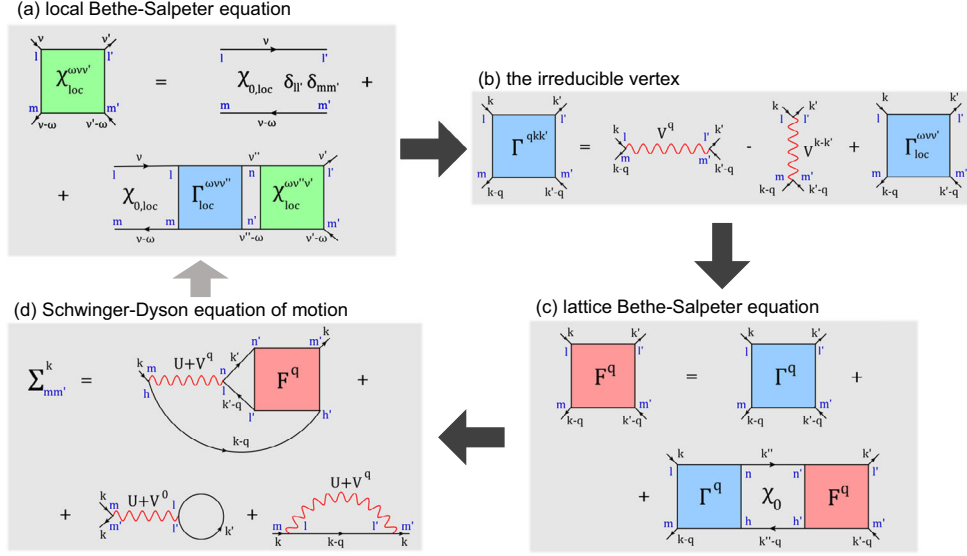 (a) local Bethe-Salpeter equation
ν ν'
l l'
χ_loc^ωνν' = χ_0,loc δ_ll' δ_mm' +
m m'
ν-ω ν'-ω
ν
l l'
m m'
ν-ω
+ χ_0,loc Γ_loc^ωνν'' χ_loc^ων''ν'
ν ν'' ν'
l l n l'
m m n' m'
ν-ω ν''-ω ν'-ω
(b) the irreducible vertex
k k'
l l'
Γ^qkk' = V^q - V^k-k' + Γ_loc^ωνν'
m m'
k-q k'-q
k k'
l l'
m m'
k-q k'-q
k k'
l l'
m m'
k-q k'-q
k k'
l l'
m m'
k-q k'-q
(c) lattice Bethe-Salpeter equation
k k'
l l'
F^q = Γ^q +
m m'
k-q k'-q
k k'
l l'
m m'
k-q k'-q
+ Γ^q χ_0 F^q
k k'' k'
l n n' l'
m h h' m'
k-q k''-q k'-q
(d) Schwinger-Dyson equation of motion
Σ_mm'^k = U+V^q F^q +
k m k' n' m' k
h n l k'-q l' h'
k-q
+ U+V^0 + U+V^q
k m l
k m' l' k'
m l l' m'
k k-q k